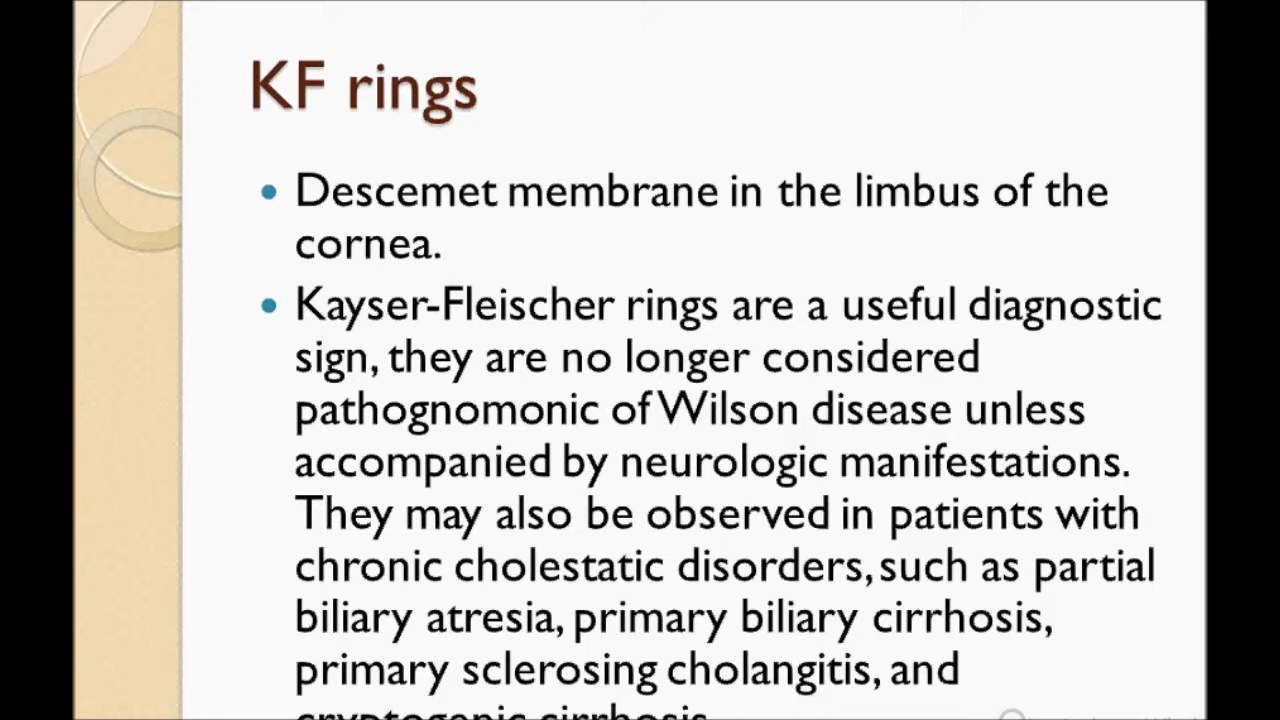 KF rings
• Descemet membrane in the limbus of the
cornea.
• Kayser-Fleischer rings are a useful diagnostic
sign, they are no longer considered
pathognomonic of Wilson disease unless
accompanied by neurologic manifestations.
They may also be observed in patients with
chronic cholestatic disorders, such as partial
biliary atresia, primary biliary cirrhosis,
primary sclerosing cholangitis, and
cryptogenic cirrhosis